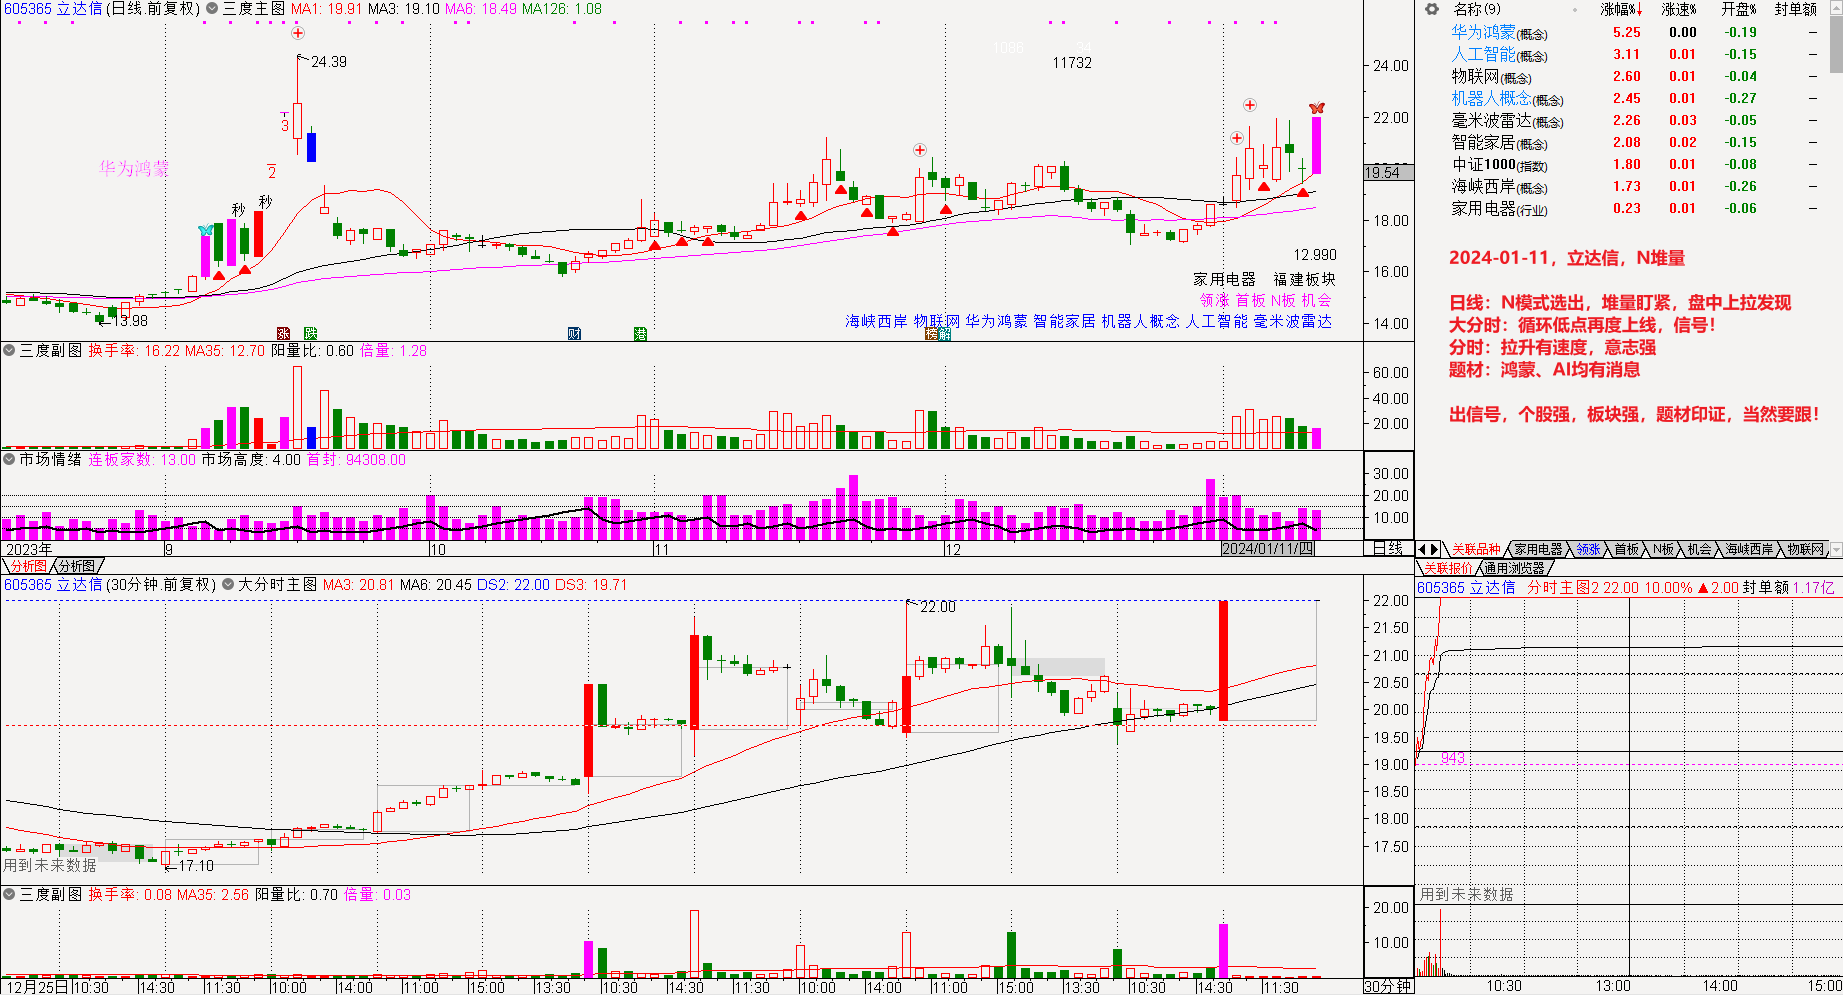 605365 立达信 (日线.前复权) 三度主图 MA1: 19.91 MA3: 19.10 MA6: 18.49 MA126: 1.08
24.39
1086 34
11732
24.00
22.00
19.54
18.00
16.00
14.00
华为鸿蒙
3
2
秒
秒
13.98
12.990
家用电器 福建板块
领涨 首板 N板 机会
海峡西岸 物联网 华为鸿蒙 智能家居 机器人概念 人工智能 毫米波雷达
涨 跌 财 港 榜 解
三度副图 换手率: 16.22 MA35: 12.70 阳量比: 0.60 倍量: 1.28
60.00
40.00
20.00
市场情绪 连板家数: 13.00 市场高度: 4.00 首封: 94308.00
30.00
20.00
10.00
2023年 9 10 11 12 2024/01/11/四 日线
分析图 分析图
605365 立达信 (30分钟.前复权) 大分时主图 MA3: 20.81 MA6: 20.45 DS2: 22.00 DS3: 19.71
22.00
22.00
21.50
21.00
20.50
20.00
19.50
19.00
18.50
18.00
17.50
17.10
用到未来数据
三度副图 换手率: 0.08 MA35: 2.56 阳量比: 0.70 倍量: 0.03
20.00
10.00
12月25日 10:30 14:30 11:30 10:00 14:00 11:00 15:00 13:30 10:30 14:30 11:30 10:00 14:00 11:00 15:00 13:30 10:30 14:30 11:30 30分钟
名称(9) 涨幅%↓ 涨速% 开盘% 封单额
华为鸿蒙(概念) 5.25 0.00 -0.19 —
人工智能(概念) 3.11 0.01 -0.15 —
物联网(概念) 2.60 0.01 -0.04 —
机器人概念(概念) 2.45 0.01 -0.27 —
毫米波雷达(概念) 2.26 0.03 -0.05 —
智能家居(概念) 2.08 0.02 -0.15 —
中证1000(指数) 1.80 0.01 -0.08 —
海峡西岸(概念) 1.73 0.01 -0.26 —
家用电器(行业) 0.23 0.01 -0.06 —
2024-01-11，立达信，N堆量
日线：N模式选出，堆量盯紧，盘中上拉发现
大分时：循环低点再度上线，信号！
分时：拉升有速度，意志强
题材：鸿蒙、AI均有消息
出信号，个股强，板块强，题材印证，当然要跟！
关联品种 家用电器 领涨 首板 N板 机会 海峡西岸 物联网
关联报价 通用浏览器
605365 立达信 分时主图2 22.00 10.00% ▲2.00 封单额 1.17亿
943
用到未来数据
10:30 13:00 14:00 15:00